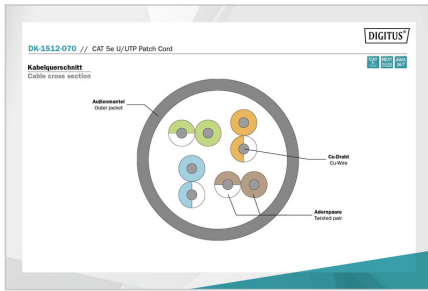 DIGITUS®
DK-1512-070 // CAT 5e U/UTP Patch Cord
Kabelquerschnitt
Cable cross section
Außenmantel
Outer jacket
Cu-Draht
Cu-Wire
Adernpaare
Twisted pair